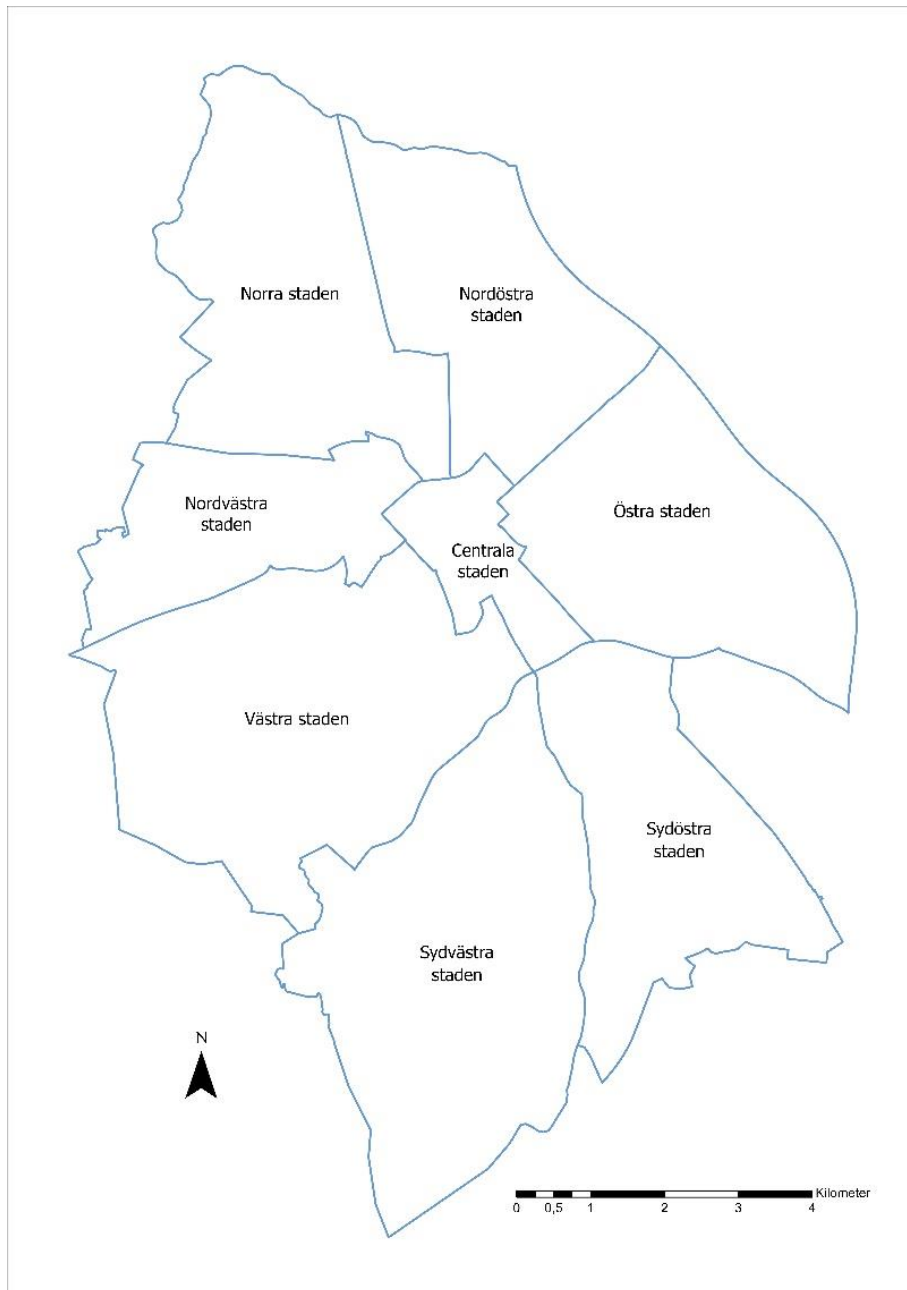 Norra staden
Nordöstra
staden
Nordvästra
staden
Östra staden
Centrala
staden
Västra staden
Sydöstra
staden
Sydvästra
staden
N
Kilometer
0 0,5 1 2 3 4